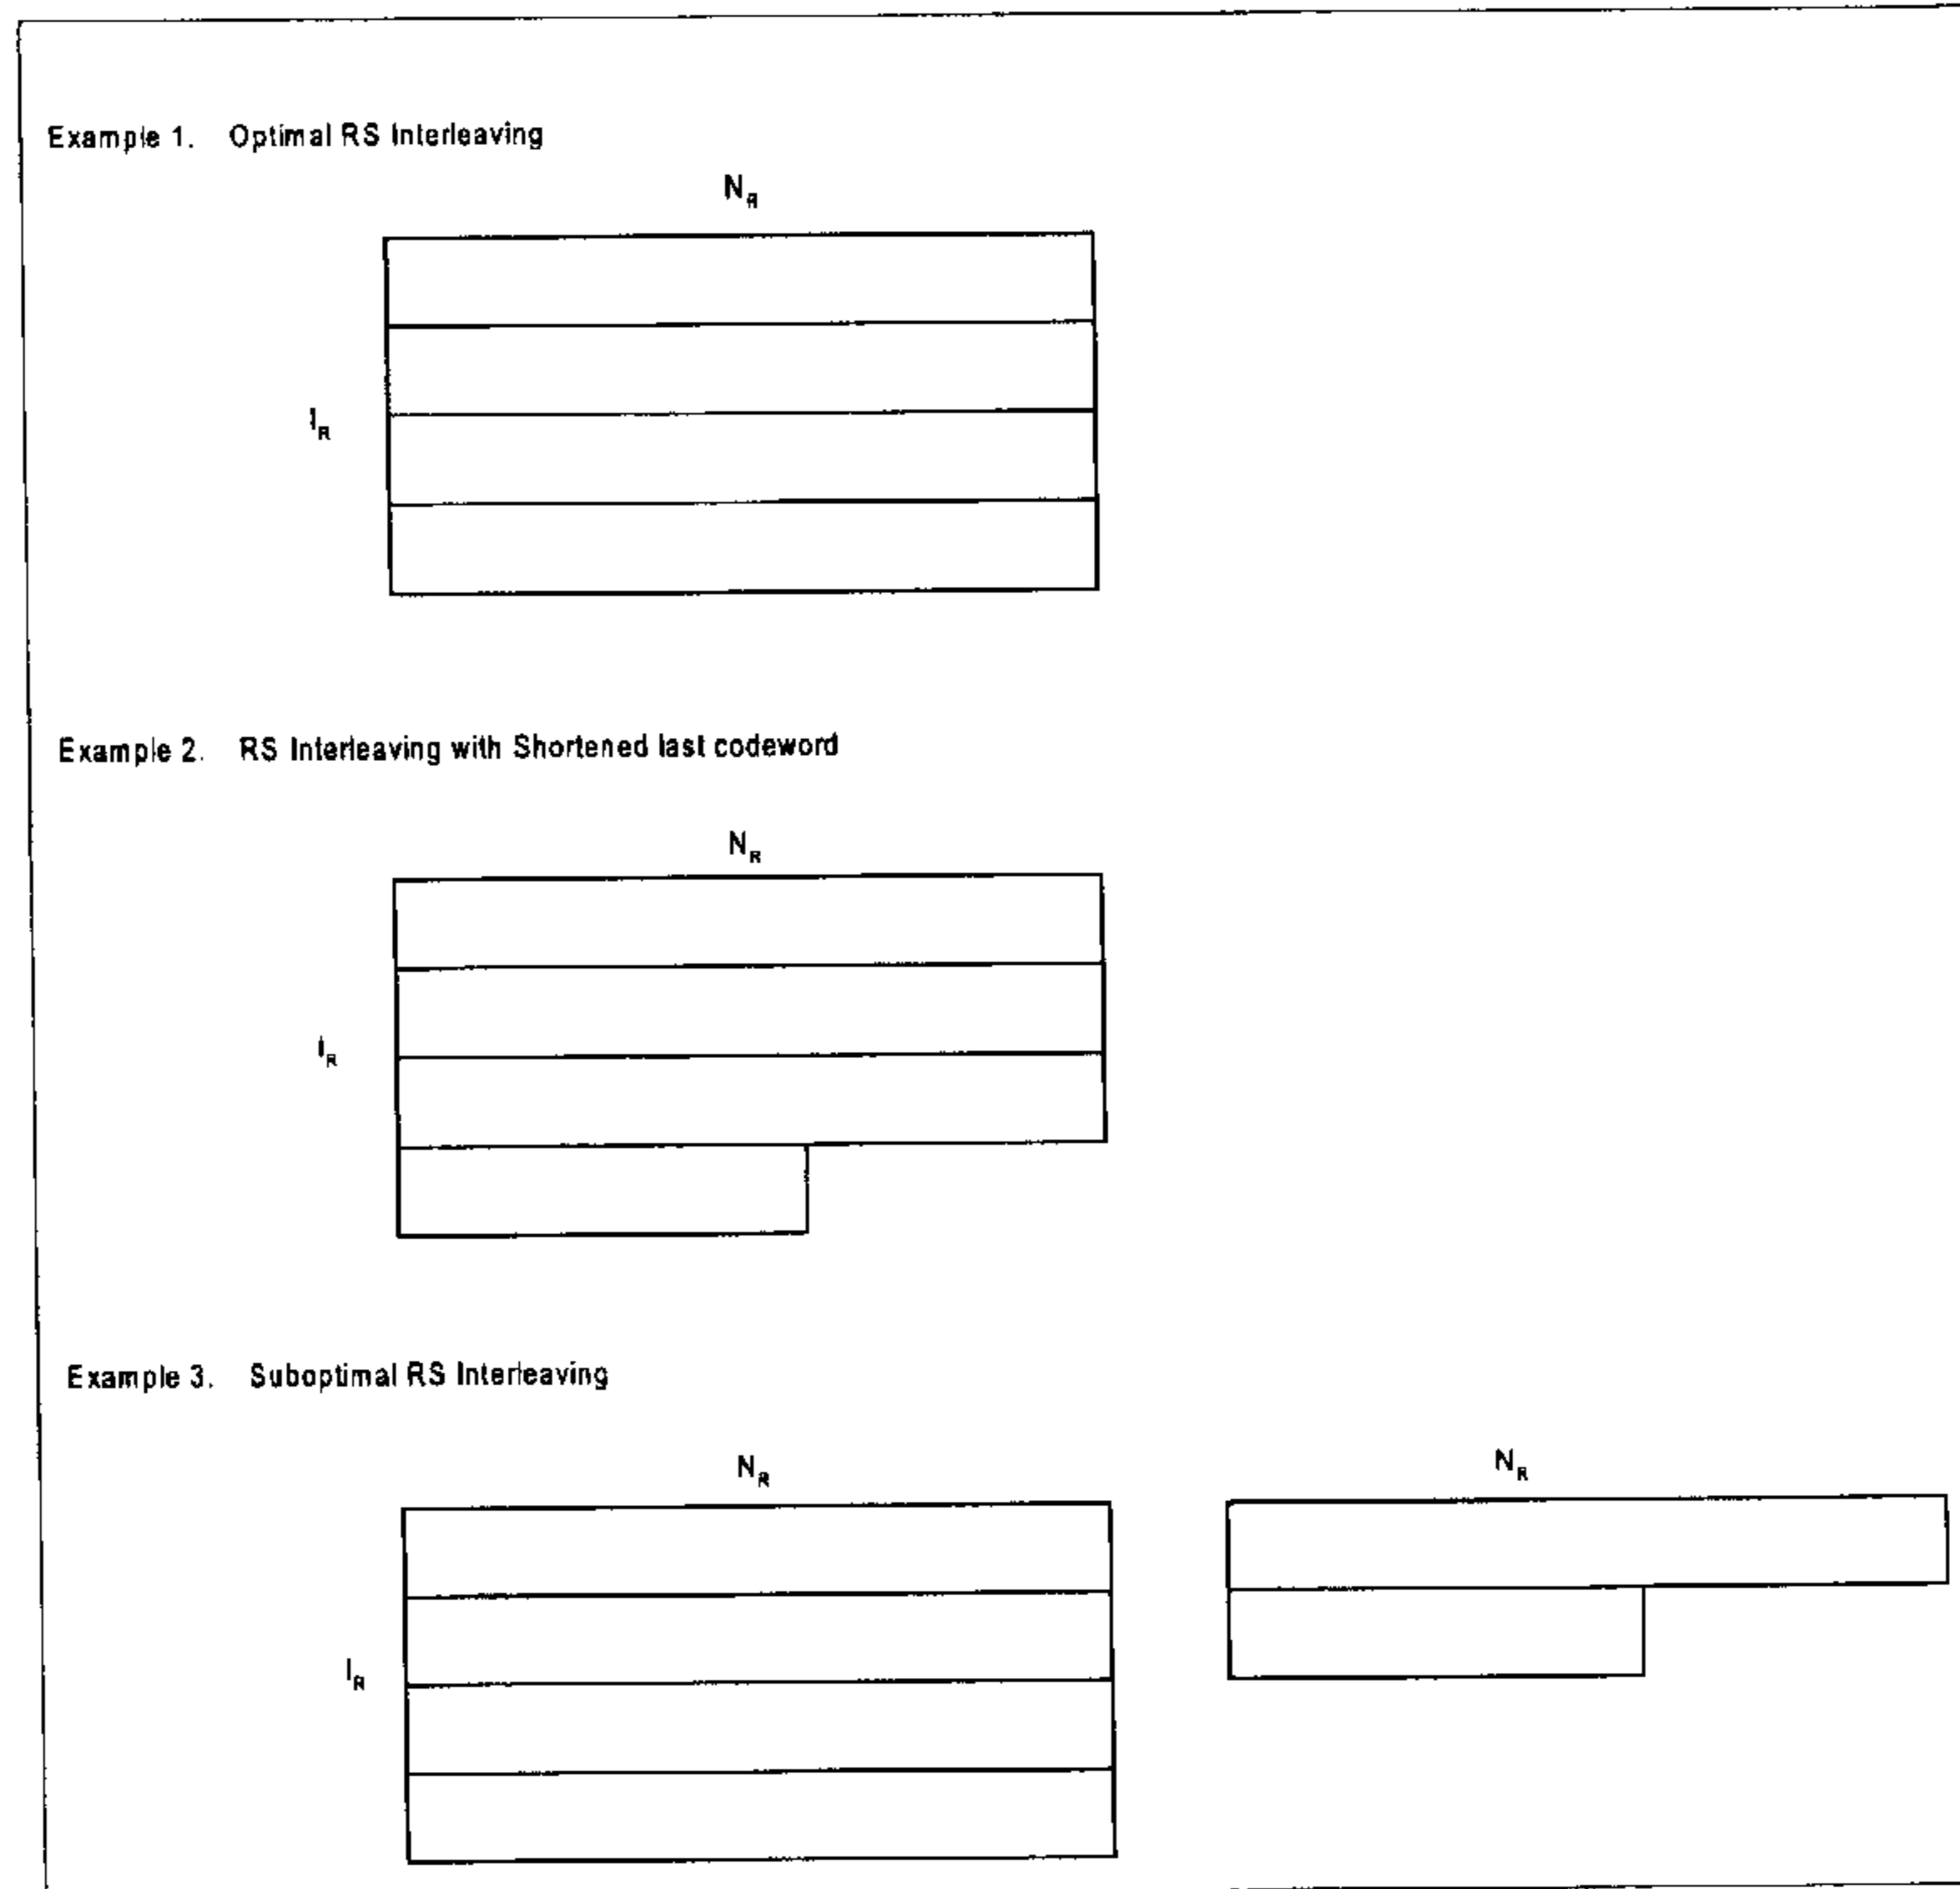 Example 1. Optimal RS Interleaving
N_R
I_R
Example 2. RS Interleaving with Shortened last codeword
N_R
I_R
Example 3. Suboptimal RS Interleaving
N_R
N_R
I_R